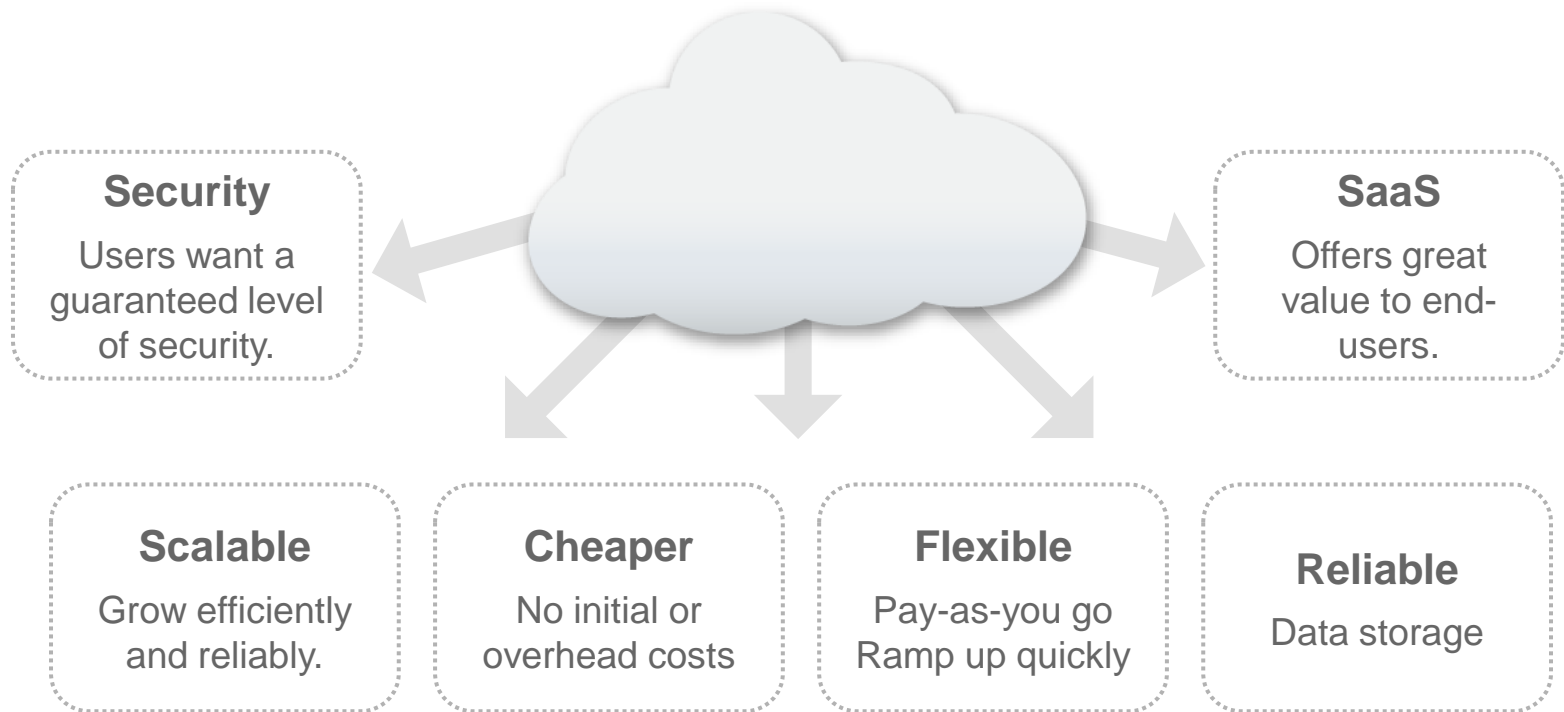 Security
Users want a
guaranteed level
of security.
SaaS
Offers great
value to end-
users.
Scalable
Grow efficiently
and reliably.
Cheaper
No initial or
overhead costs
Flexible
Pay-as-you go
Ramp up quickly
Reliable
Data storage